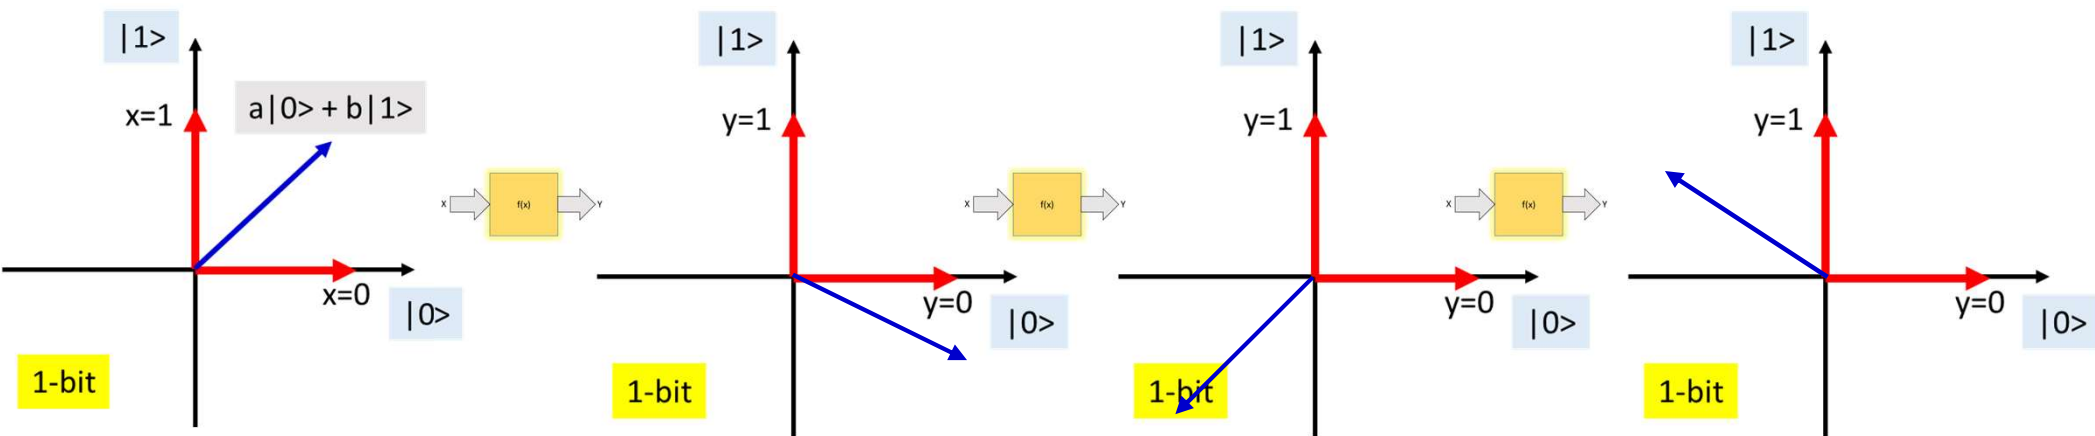 |1>
a|0> + b|1>
x=1
x=0
|0>
1-bit
X
f(x)
Y
|1>
y=1
y=0
|0>
1-bit
X
f(x)
Y
|1>
y=1
y=0
|0>
1-bit
X
f(x)
Y
|1>
y=1
y=0
|0>
1-bit